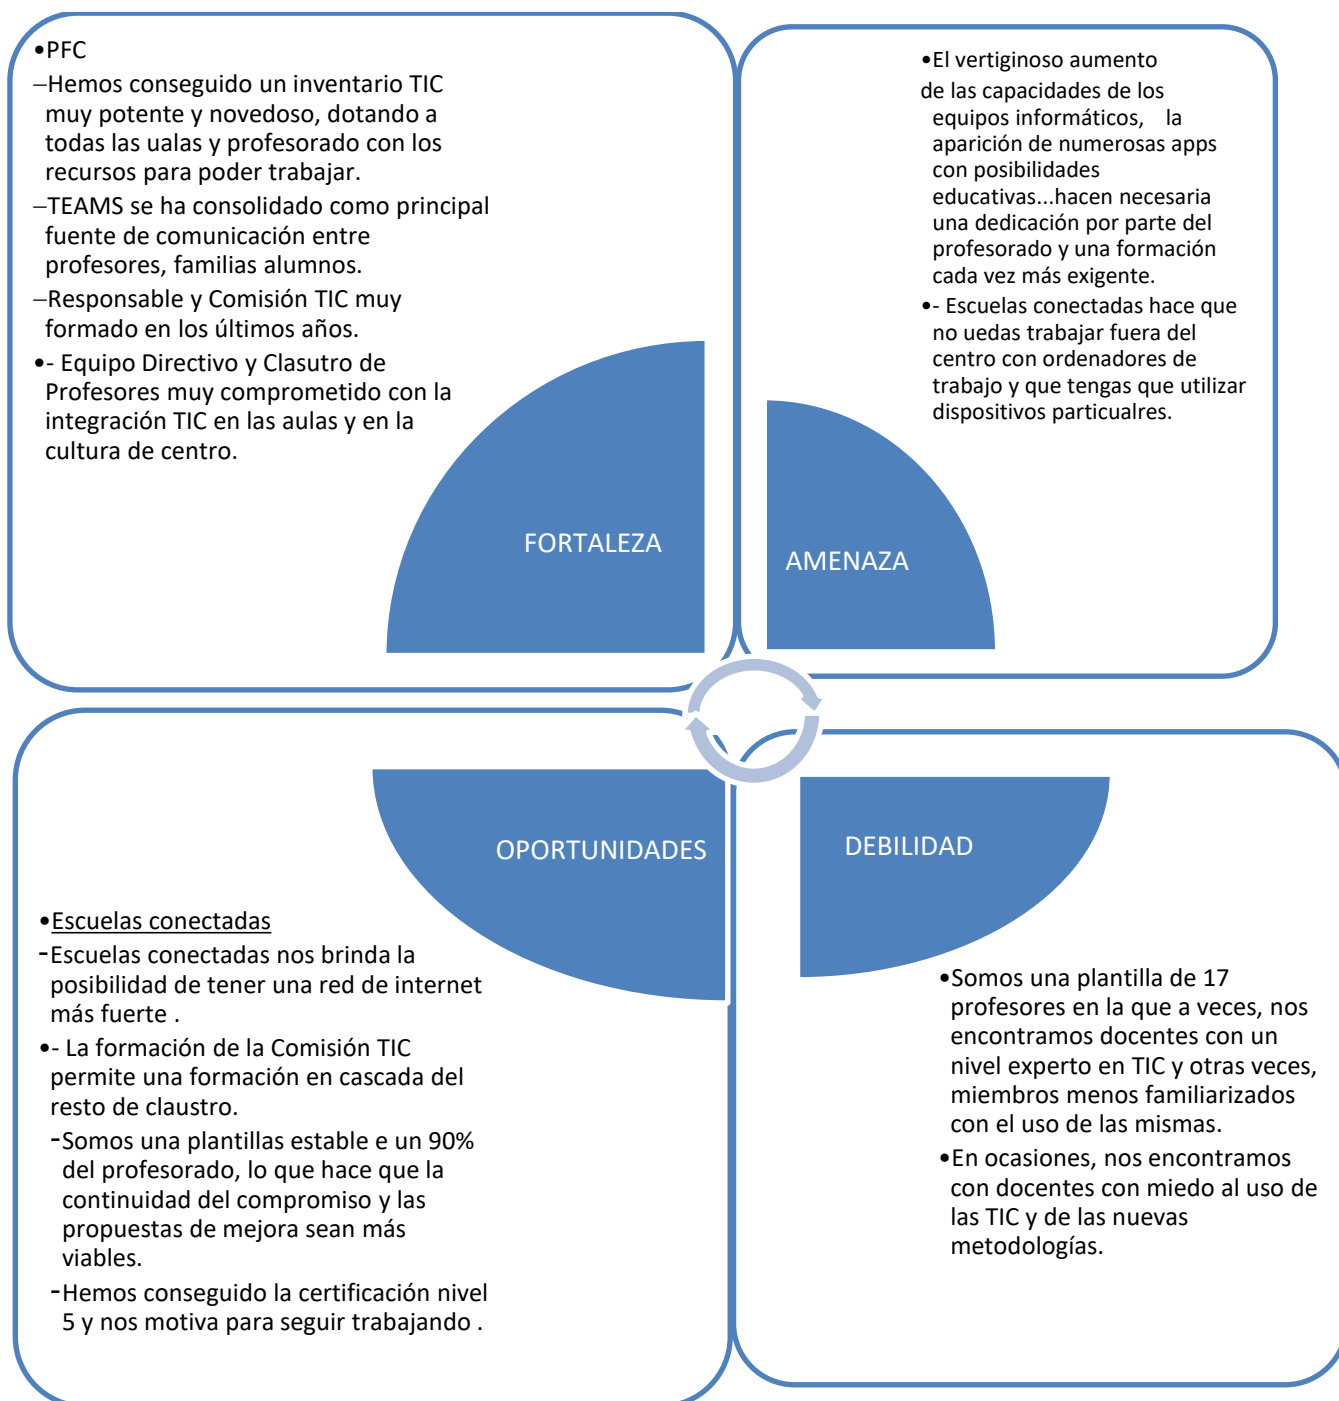 •PFC
–Hemos conseguido un inventario TIC
muy potente y novedoso, dotando a
todas las ualas y profesorado con los
recursos para poder trabajar.
–TEAMS se ha consolidado como principal
fuente de comunicación entre
profesores, familias alumnos.
–Responsable y Comisión TIC muy
formado en los últimos años.
•- Equipo Directivo y Clasutro de
Profesores muy comprometido con la
integración TIC en las aulas y en la
cultura de centro.
FORTALEZA
•El vertiginoso aumento
de las capacidades de los
equipos informáticos, la
aparición de numerosas apps
con posibilidades
educativas...hacen necesaria
una dedicación por parte del
profesorado y una formación
cada vez más exigente.
•- Escuelas conectadas hace que
no uedas trabajar fuera del
centro con ordenadores de
trabajo y que tengas que utilizar
dispositivos particualres.
AMENAZA
OPORTUNIDADES
•Escuelas conectadas
-Escuelas conectadas nos brinda la
posibilidad de tener una red de internet
más fuerte .
•- La formación de la Comisión TIC
permite una formación en cascada del
resto de claustro.
-Somos una plantillas estable e un 90%
del profesorado, lo que hace que la
continuidad del compromiso y las
propuestas de mejora sean más
viables.
-Hemos conseguido la certificación nivel
5 y nos motiva para seguir trabajando .
DEBILIDAD
•Somos una plantilla de 17
profesores en la que a veces, nos
encontramos docentes con un
nivel experto en TIC y otras veces,
miembros menos familiarizados
con el uso de las mismas.
•En ocasiones, nos encontramos
con docentes con miedo al uso de
las TIC y de las nuevas
metodologías.